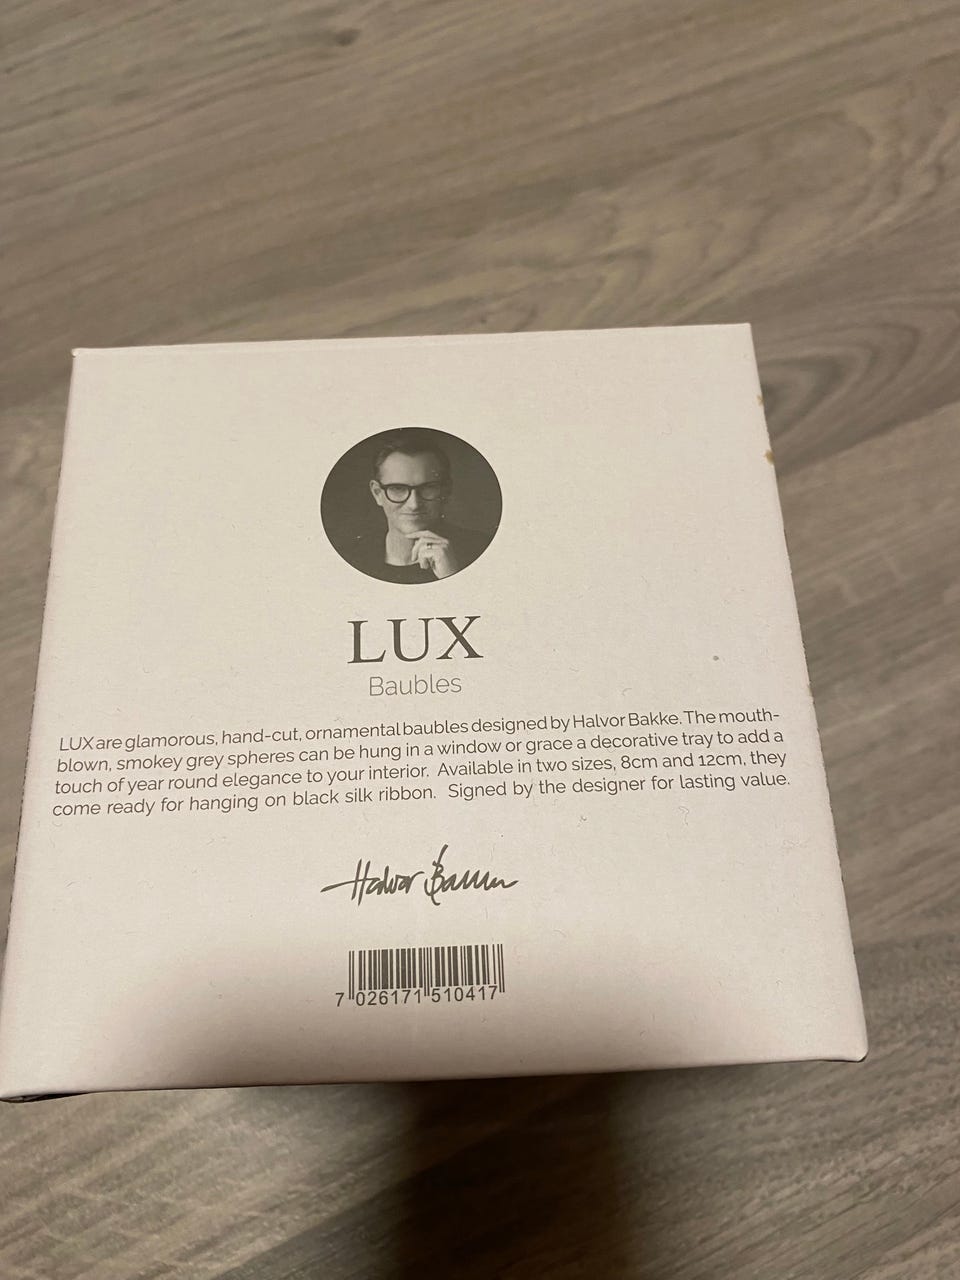 LUX
Baubles
LUX are glamorous, hand-cut, ornamental baubles designed by Halvor Bakke. The mouth-
blown, smokey grey spheres can be hung in a window or grace a decorative tray to add a
touch of year round elegance to your interior. Available in two sizes, 8cm and 12cm, they
come ready for hanging on black silk ribbon. Signed by the designer for lasting value.
Halvor Bakke
7 026171 510417